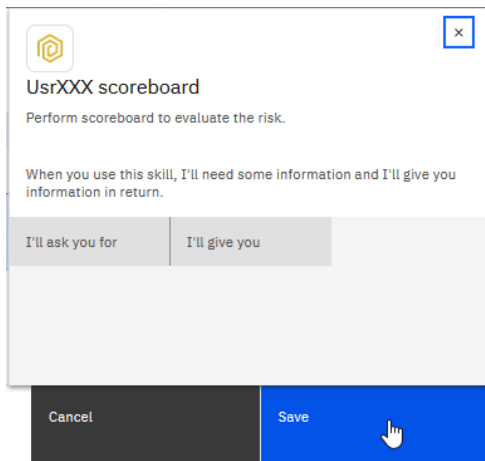 ×
UsrXXX scoreboard
Perform scoreboard to evaluate the risk.
When you use this skill, I'll need some information and I'll give you
information in return.
I'll ask you for
I'll give you
Cancel
Save